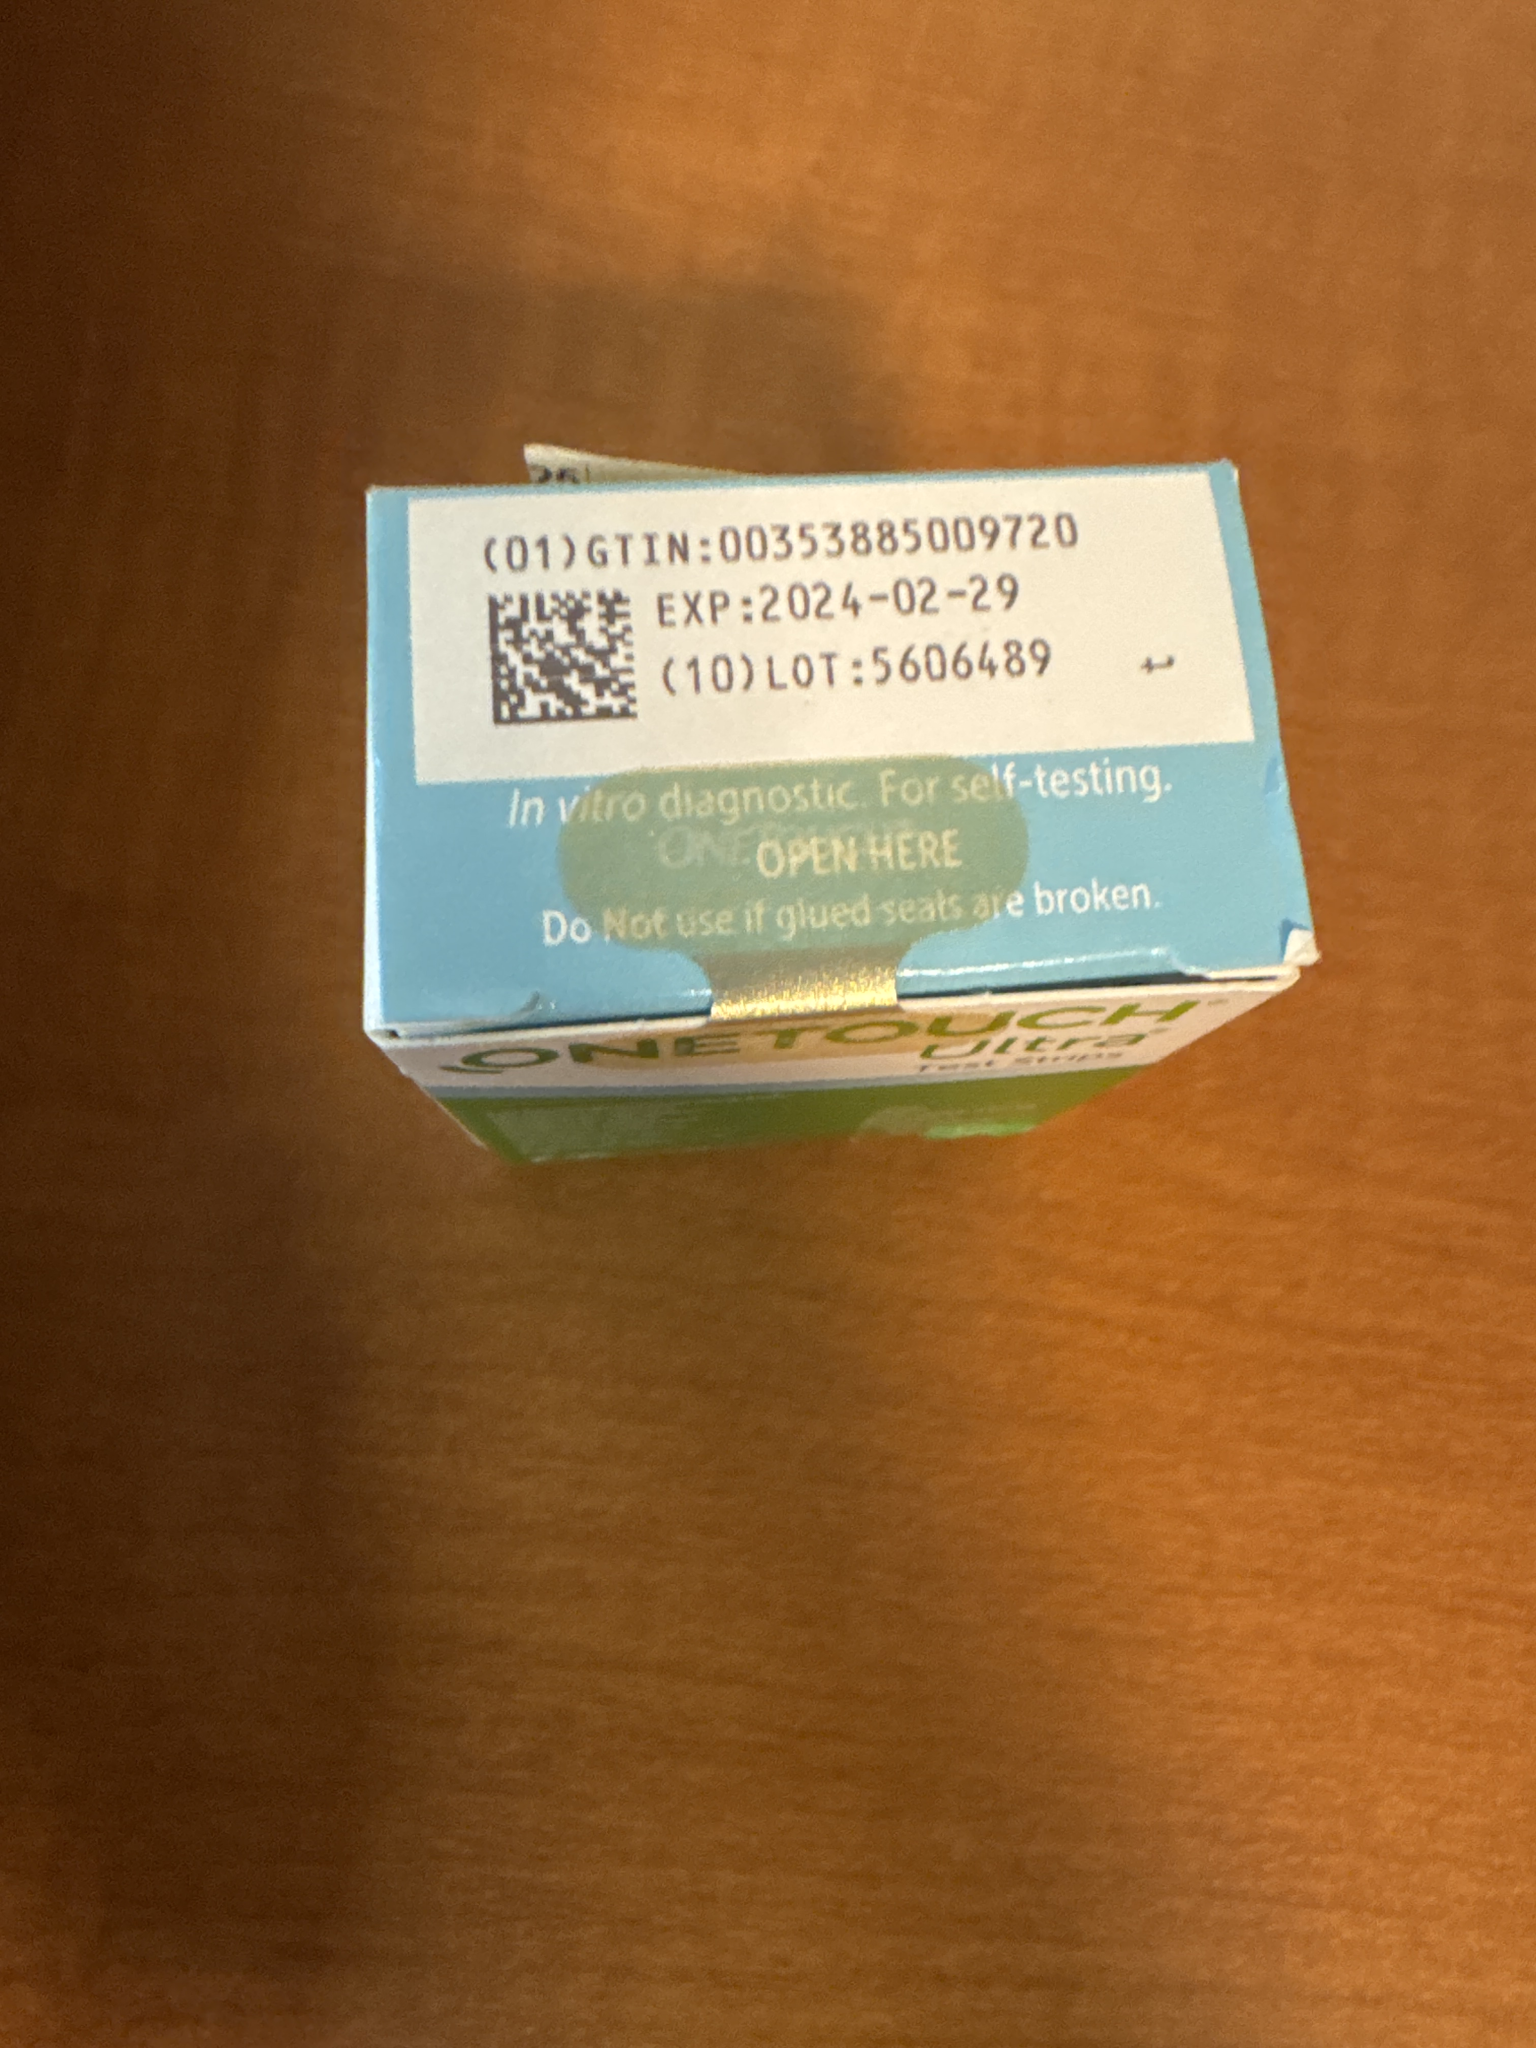 (01)GTIN:00353885009720
EXP:2024-02-29
(10)LOT:5606489
In vitro diagnostic. For self-testing.
OPEN HERE
Do Not use if glued seals are broken.
ONETOUCH®
Ultra®
Test Strips